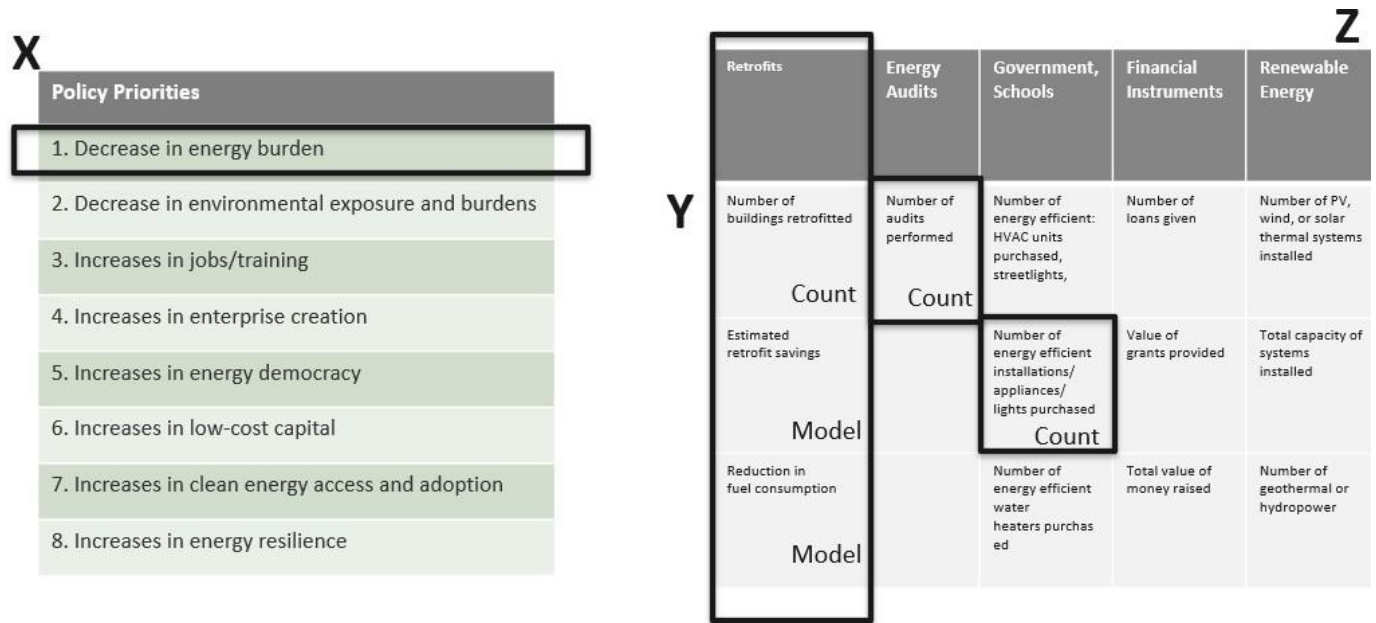 X
Policy Priorities
1. Decrease in energy burden
2. Decrease in environmental exposure and burdens
3. Increases in jobs/training
4. Increases in enterprise creation
5. Increases in energy democracy
6. Increases in low-cost capital
7. Increases in clean energy access and adoption
8. Increases in energy resilience
Z
Y
Retrofits
Energy
Audits
Government,
Schools
Financial
Instruments
Renewable
Energy
Number of
buildings retrofitted
Count
Number of
audits
performed
Count
Number of
energy efficient:
HVAC units
purchased,
streetlights,
Number of
loans given
Number of PV,
wind, or solar
thermal systems
installed
Estimated
retrofit savings
Model
Number of
energy efficient
installations/
appliances/
lights purchased
Count
Value of
grants provided
Total capacity of
systems
installed
Reduction in
fuel consumption
Model
Number of
energy efficient
water
heaters purchas
ed
Total value of
money raised
Number of
geothermal or
hydropower